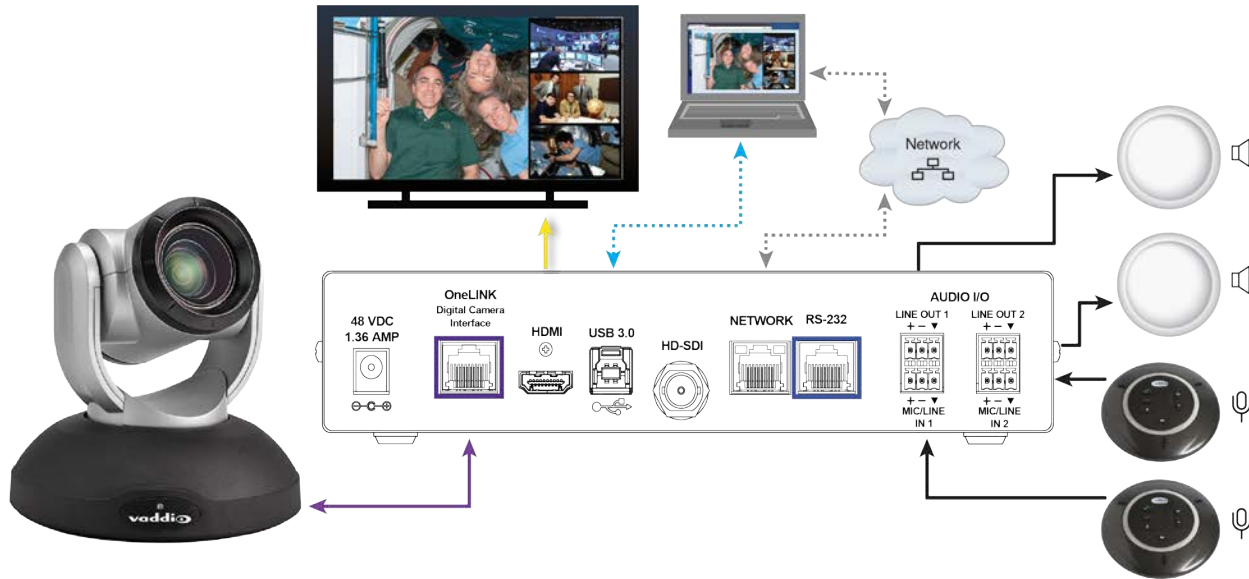 Network
48 VDC
1.36 AMP
OneLINK
Digital Camera
Interface
HDMI
USB 3.0
HD-SDI
NETWORK
RS-232
AUDIO I/O
LINE OUT 1
LINE OUT 2
+ − ▼
+ − ▼
+ − ▼
+ − ▼
MIC/LINE
IN 1
MIC/LINE
IN 2
vaddio